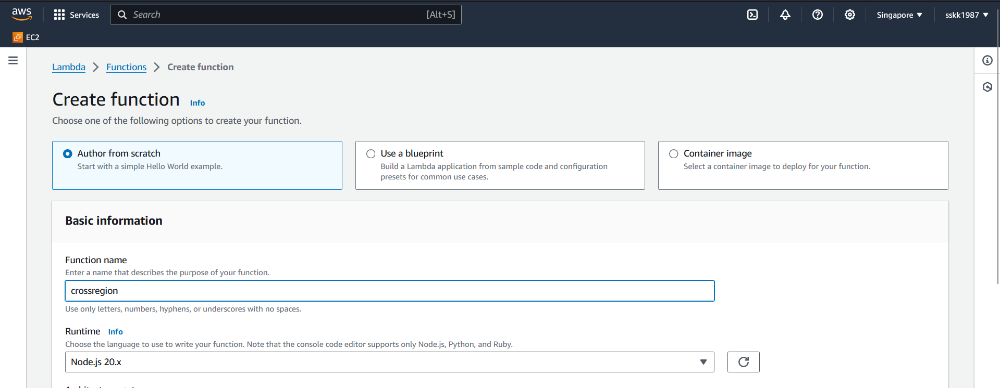 aws Services Search [Alt+S] Singapore sskk1987
EC2
Lambda Functions Create function
Create function Info
Choose one of the following options to create your function.
Author from scratch
Start with a simple Hello World example.
Use a blueprint
Build a Lambda application from sample code and configuration
presets for common use cases.
Container image
Select a container image to deploy for your function.
Basic information
Function name
Enter a name that describes the purpose of your function.
crossregion
Use only letters, numbers, hyphens, or underscores with no spaces.
Runtime Info
Choose the language to use to write your function. Note that the console code editor supports only Node.js, Python, and Ruby.
Node.js 20.x